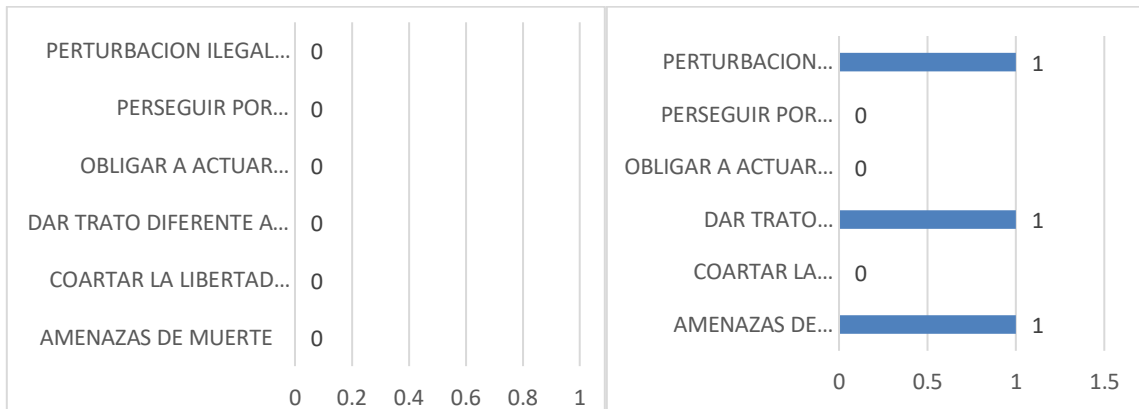 PERTURBACION ILEGAL... 0
PERSEGUIR POR... 0
OBLIGAR A ACTUAR... 0
DAR TRATO DIFERENTE A... 0
COARTAR LA LIBERTAD... 0
AMENAZAS DE MUERTE 0
0 0.2 0.4 0.6 0.8 1
PERTURBACION... 1
PERSEGUIR POR... 0
OBLIGAR A ACTUAR... 0
DAR TRATO... 1
COARTAR LA... 0
AMENAZAS DE... 1
0 0.5 1 1.5